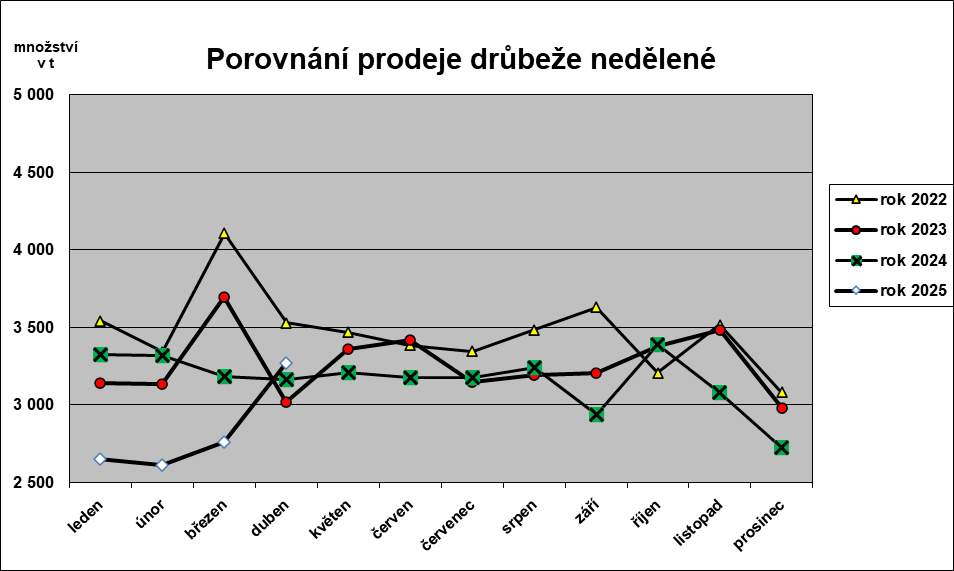 množství
v t
Porovnání prodeje drůbeže nedělené
5 000
4 500
4 000
3 500
3 000
2 500
leden
únor
březen
duben
květen
červen
červenec
srpen
září
říjen
listopad
prosinec
rok 2022
rok 2023
rok 2024
rok 2025